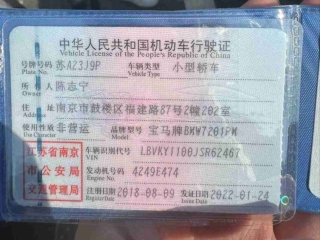 中华人民共和国机动车行驶证
Vehicle License of the People's Republic of China
号牌号码 苏AZ3J9P 车辆类型 小型轿车
Plate No. Vehicle Type
所有人 陈志宁
Owner
住址 南京市鼓楼区福建路87号2幢202室
Address
使用性质 非营运 品牌型号 宝马牌BMW7201PM
Use Character Model
江苏省南京 车辆识别代号 LBVKY1100JSR62467
VIN
市公安局 发动机号码 4249E474
Engine No.
交通管理局 注册日期 2018-08-09 发证日期 2022-01-24
Register Date Issue Date